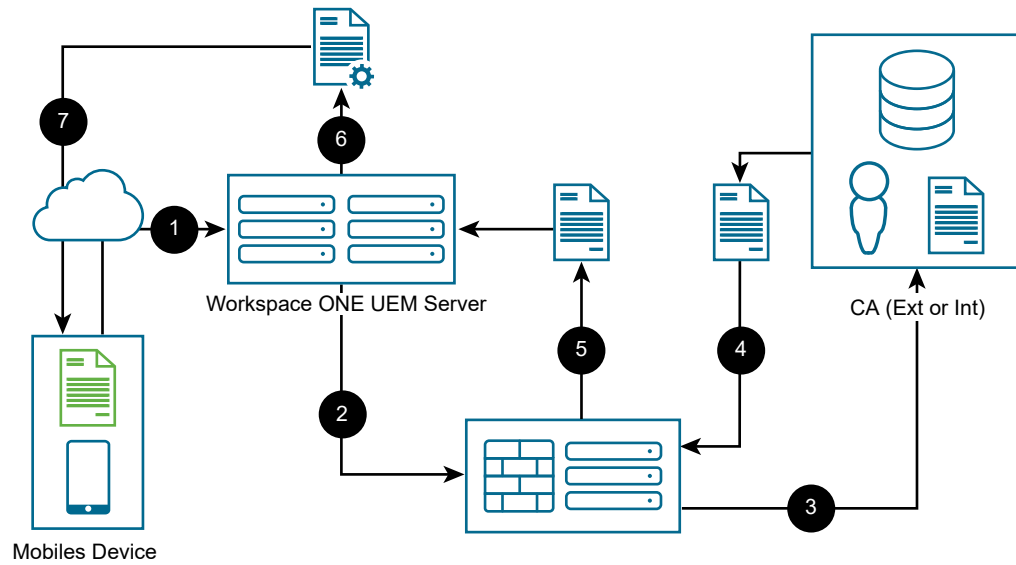 7
6
1
Workspace ONE UEM Server
CA (Ext or Int)
5
4
2
3
Mobiles Device